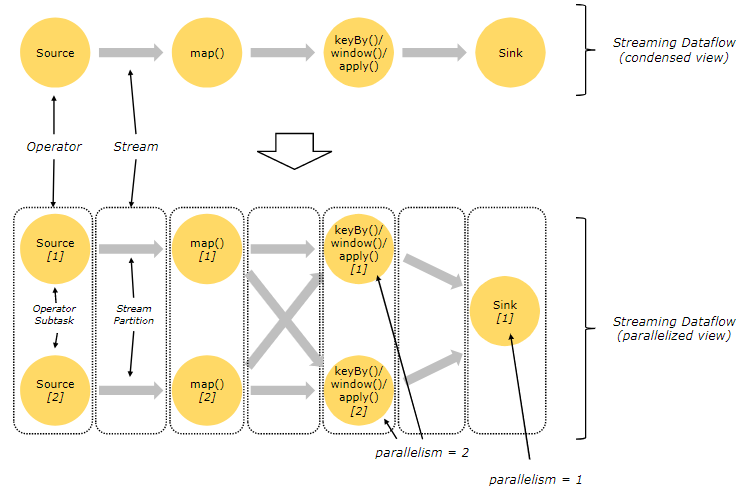 Source
map()
keyBy()/
window()/
apply()
Sink
Streaming Dataflow
(condensed view)
Operator
Stream
Source
[1]
map()
[1]
keyBy()/
window()/
apply()
[1]
Operator
Subtask
Stream
Partition
Sink
[1]
Streaming Dataflow
(parallelized view)
Source
[2]
map()
[2]
keyBy()/
window()/
apply()
[2]
parallelism = 2
parallelism = 1